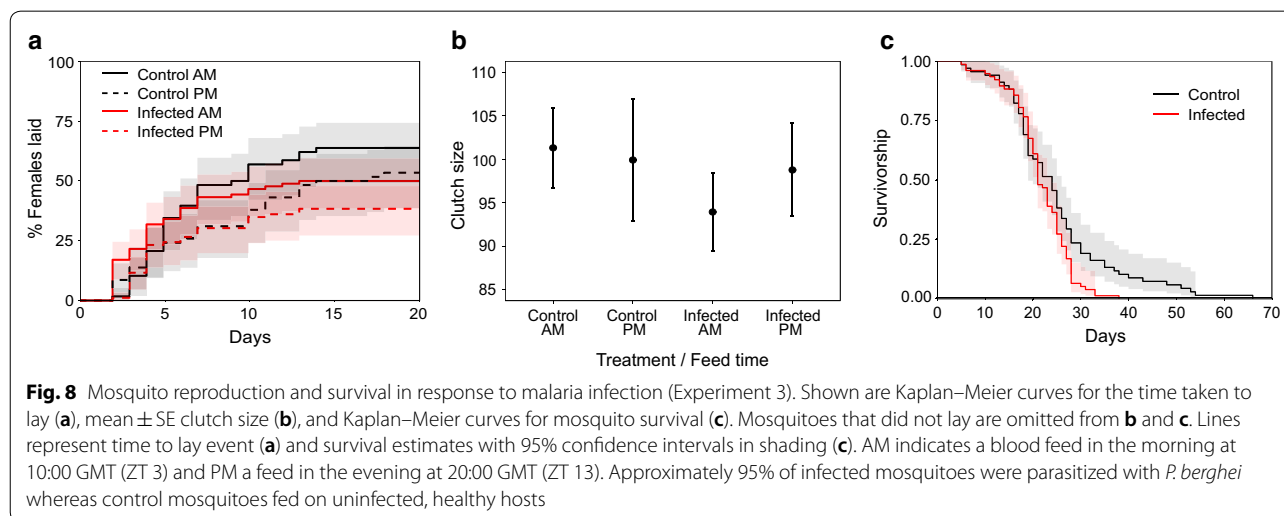 a
b
c
100
75
50
25
0
% Females laid
Control AM
Control PM
Infected AM
Infected PM
0 5 10 15 20
Days
110
105
100
95
90
85
Clutch size
Control AM
Control PM
Infected AM
Infected PM
Treatment / Feed time
1.00
0.75
0.50
0.25
0.00
Survivorship
Control
Infected
0 10 20 30 40 50 60 70
Days
Fig. 8 Mosquito reproduction and survival in response to malaria infection (Experiment 3). Shown are Kaplan–Meier curves for the time taken to
lay (a), mean ± SE clutch size (b), and Kaplan–Meier curves for mosquito survival (c). Mosquitoes that did not lay are omitted from b and c. Lines
represent time to lay event (a) and survival estimates with 95% confidence intervals in shading (c). AM indicates a blood feed in the morning at
10:00 GMT (ZT 3) and PM a feed in the evening at 20:00 GMT (ZT 13). Approximately 95% of infected mosquitoes were parasitized with P. berghei
whereas control mosquitoes fed on uninfected, healthy hosts